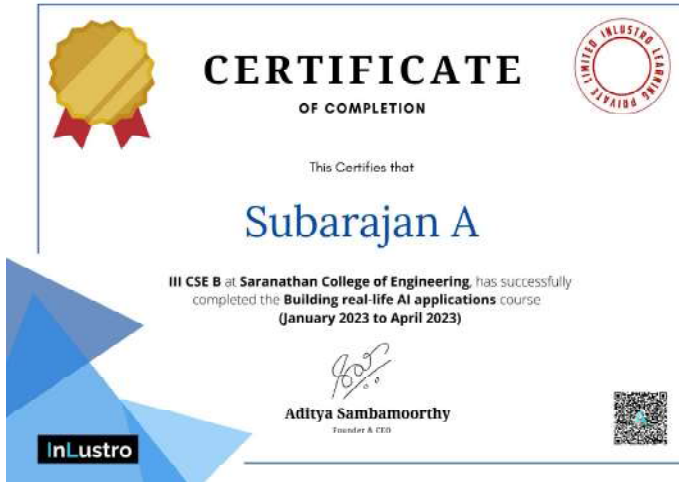 CERTIFICATE
OF COMPLETION
INLUSTRO LEARNING PRIVATE LIMITED
This Certifies that
Subarajan A
III CSE B at Saranathan College of Engineering, has successfully
completed the Building real-life AI applications course
(January 2023 to April 2023)
Aditya Sambamoorthy
Founder & CEO
InLustro